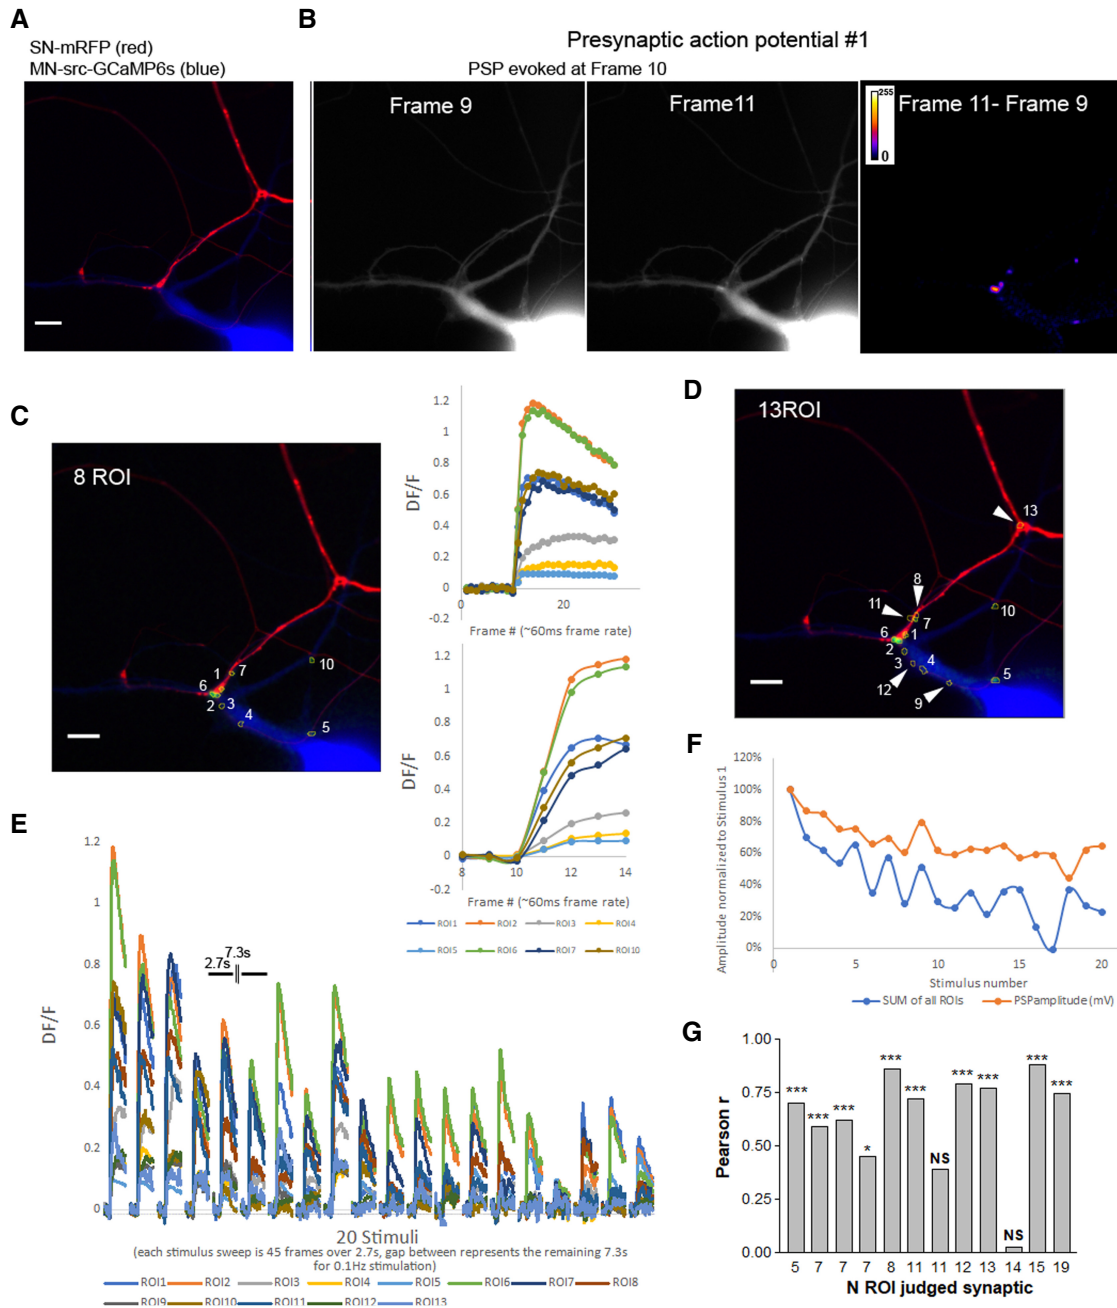 A
SN-mRFP (red)
MN-src-GCaMP6s (blue)
B
Presynaptic action potential #1
PSP evoked at Frame 10
Frame 9
Frame11
255
0
Frame 11- Frame 9
C
8 ROI
1
7
10
6
2
3
4
5
DF/F
1.2
1
0.8
0.6
0.4
0.2
0
-0.2
0
20
Frame # (~60ms frame rate)
DF/F
1.2
1
0.8
0.6
0.4
0.2
0
-0.2
8
10
12
14
Frame # (~60ms frame rate)
ROI1
ROI2
ROI3
ROI4
ROI5
ROI6
ROI7
ROI10
D
13ROI
13
8
11
7
10
6
1
2
3
4
5
12
9
E
DF/F
1.2
1
0.8
0.6
0.4
0.2
0
7.3s
2.7s
20 Stimuli
(each stimulus sweep is 45 frames over 2.7s, gap between represents the remaining 7.3s
for 0.1Hz stimulation)
ROI1
ROI2
ROI3
ROI4
ROI5
ROI6
ROI7
ROI8
ROI9
ROI10
ROI11
ROI12
ROI13
F
Amplitude normalized to Stimulus 1
120%
100%
80%
60%
40%
20%
0%
0
5
10
15
20
Stimulus number
SUM of all ROIs
PSPamplitude (mV)
G
Pearson r
1.00
0.75
0.50
0.25
0.00
***
***
***
*
***
***
NS
***
***
NS
***
***
5
7
7
7
8
11
11
12
13
14
15
19
N ROI judged synaptic